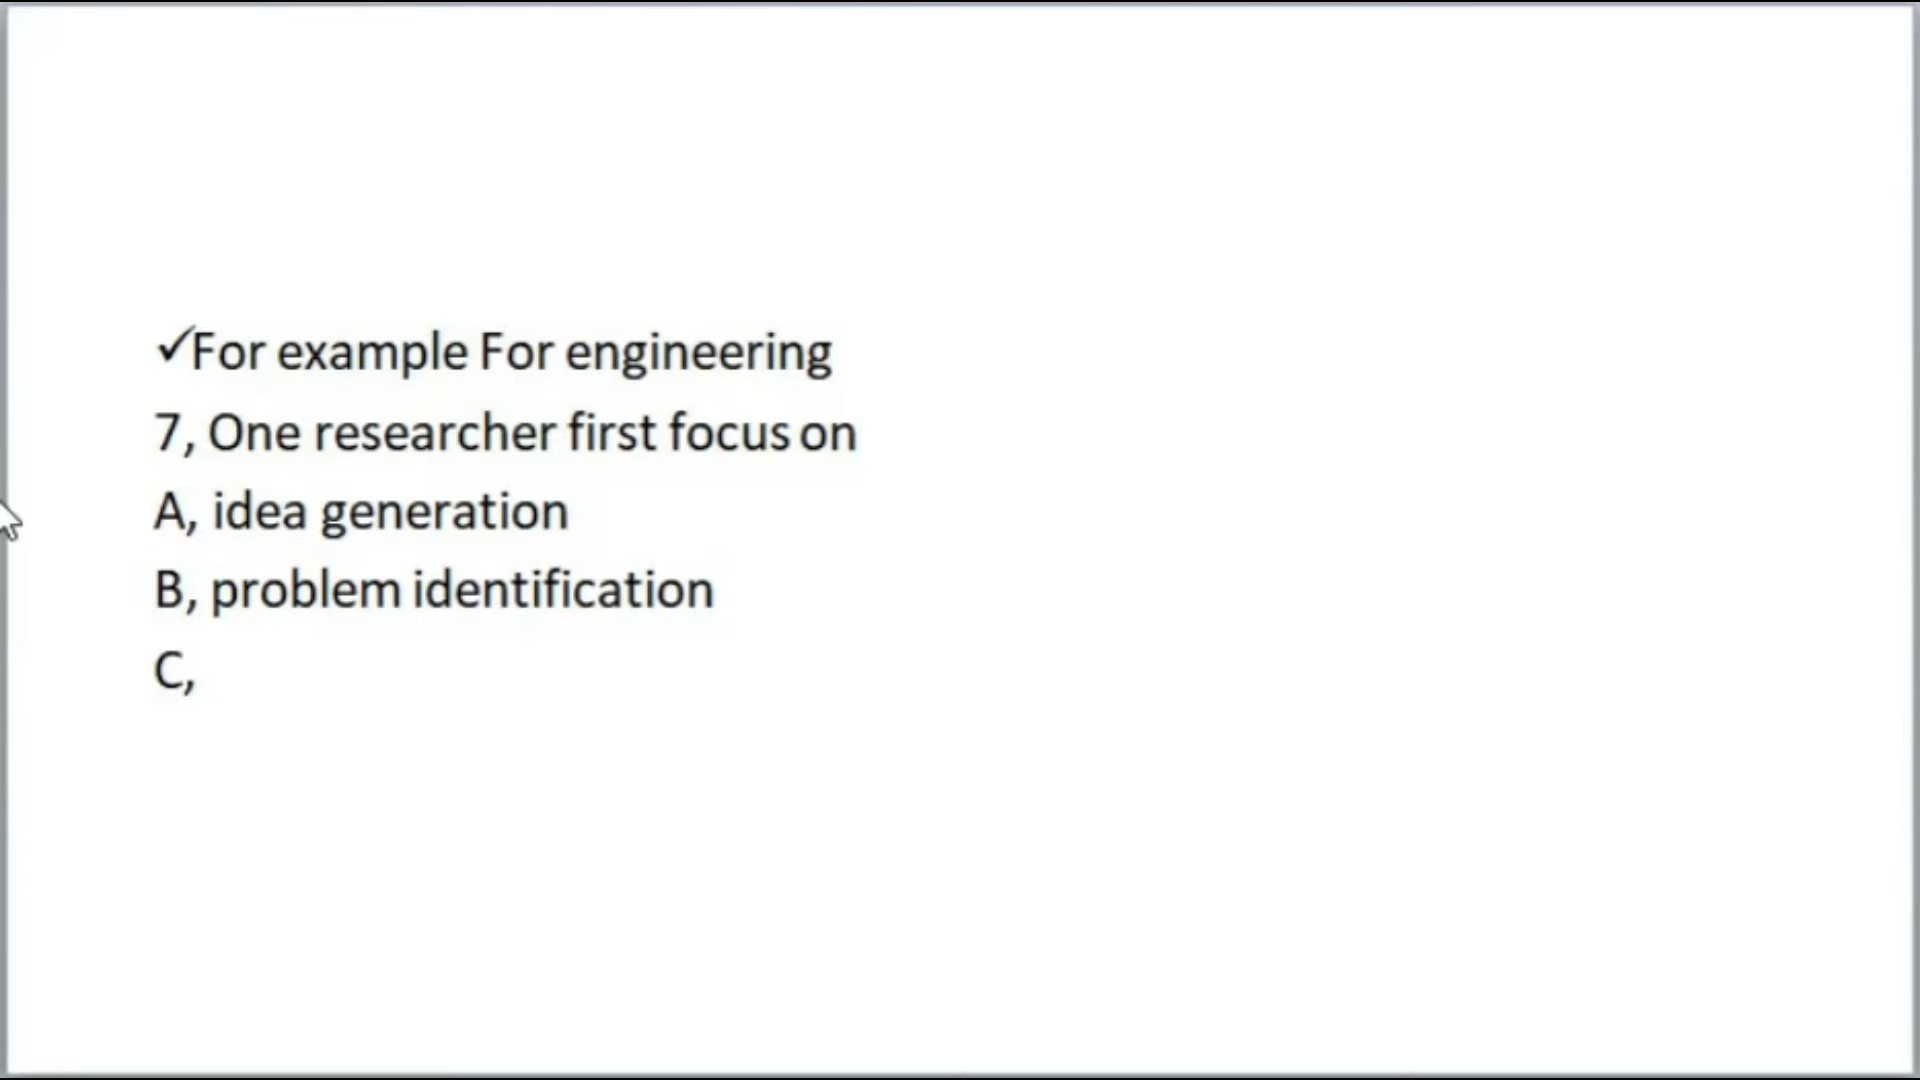 ✓For example For engineering
7, One researcher first focus on
A, idea generation
B, problem identification
C,